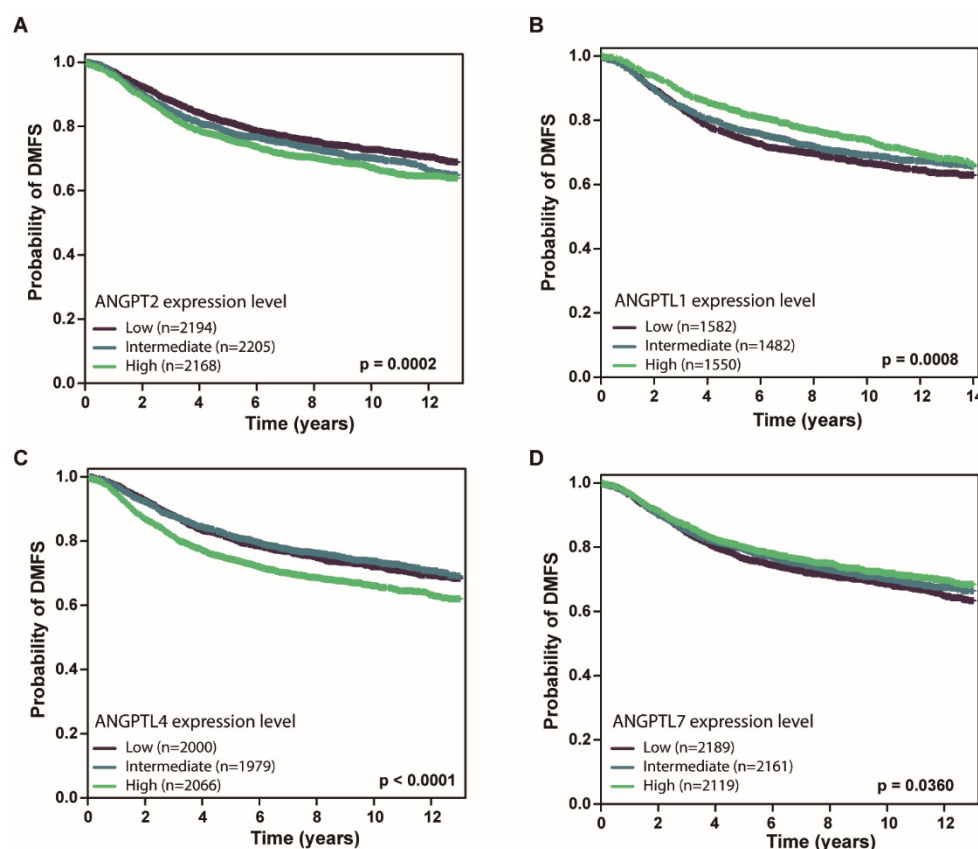 A
Probability of DMFS
1.0
0.8
0.6
0.4
0.2
0.0
ANGPT2 expression level
Low (n=2194)
Intermediate (n=2205)
High (n=2168)
p = 0.0002
0 2 4 6 8 10 12
Time (years)
B
Probability of DMFS
1.0
0.8
0.6
0.4
0.2
0.0
ANGPTL1 expression level
Low (n=1582)
Intermediate (n=1482)
High (n=1550)
p = 0.0008
0 2 4 6 8 10 12 14
Time (years)
C
Probability of DMFS
1.0
0.8
0.6
0.4
0.2
0.0
ANGPTL4 expression level
Low (n=2000)
Intermediate (n=1979)
High (n=2066)
p < 0.0001
0 2 4 6 8 10 12
Time (years)
D
Probability of DMFS
1.0
0.8
0.6
0.4
0.2
0.0
ANGPTL7 expression level
Low (n=2189)
Intermediate (n=2161)
High (n=2119)
p = 0.0360
0 2 4 6 8 10 12
Time (years)